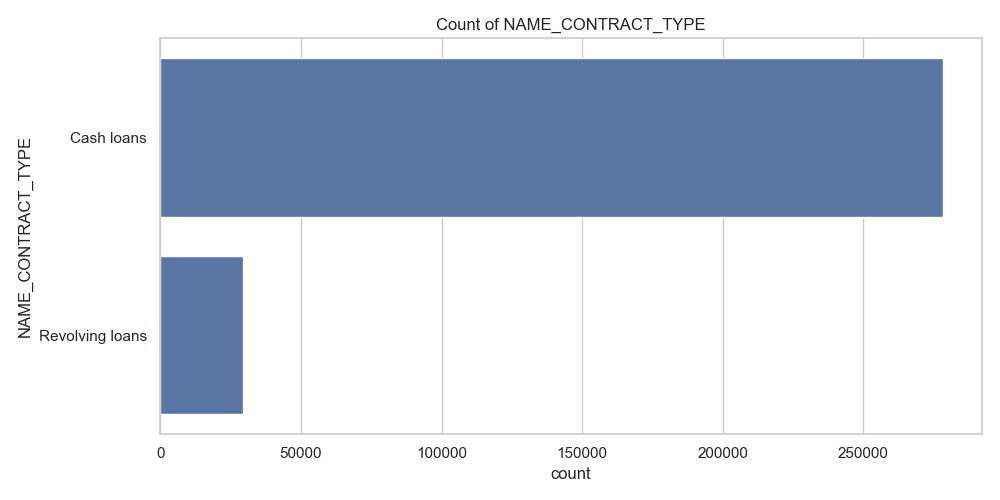 Count of NAME_CONTRACT_TYPE
NAME_CONTRACT_TYPE
Cash loans
Revolving loans
0 50000 100000 150000 200000 250000
count